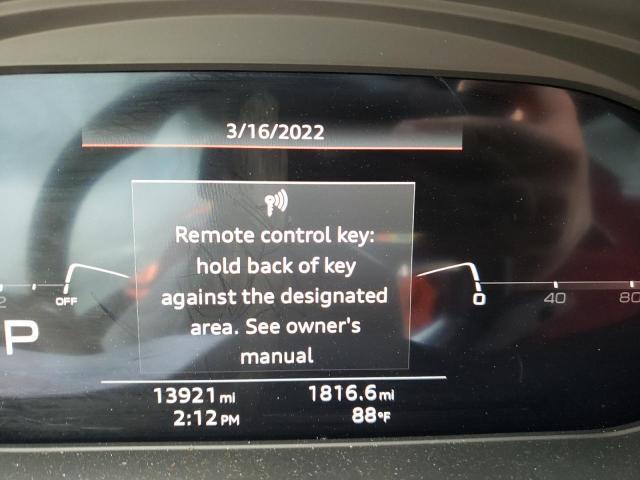 3/16/2022
Remote control key:
hold back of key
against the designated
area. See owner's
manual
2 OFF 0 40 80
P
13921 mi 1816.6 mi
2:12 PM 88°F